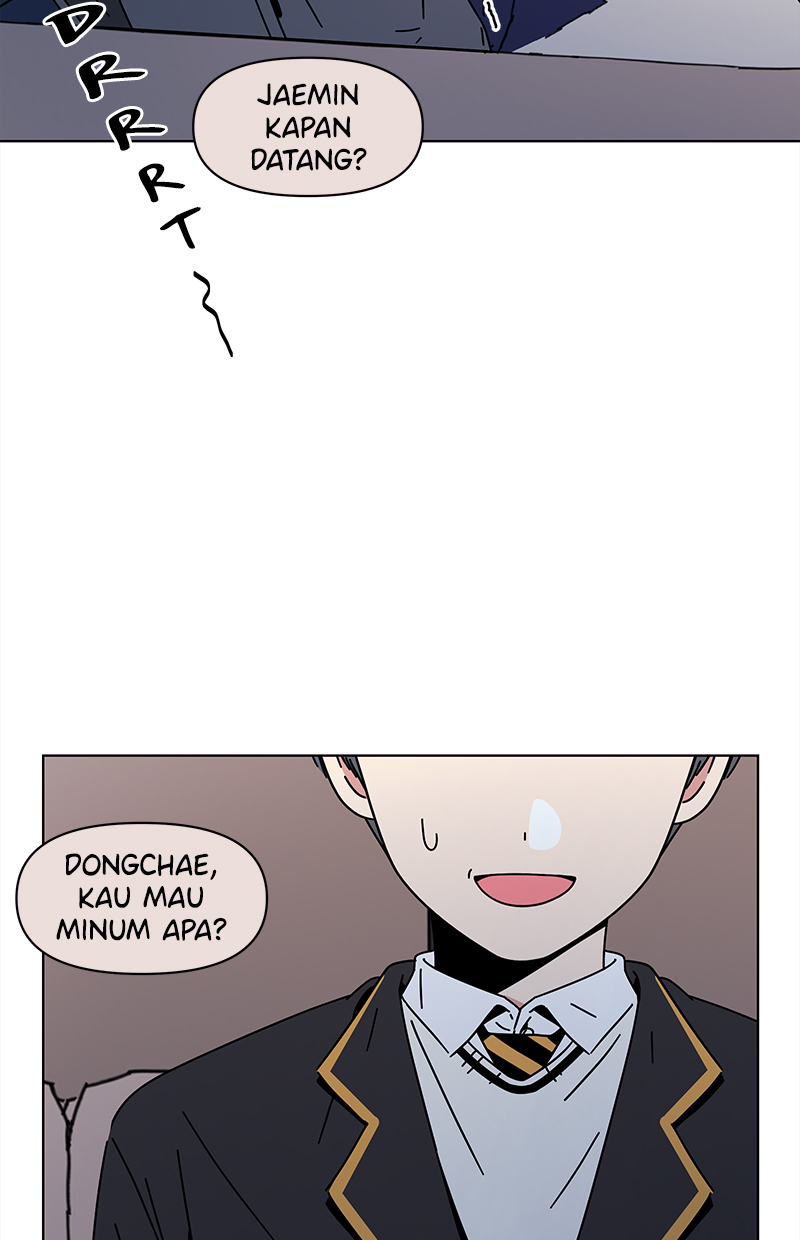 DRRRT
JAEMIN
KAPAN
DATANG?
DONGCHAE,
KAU MAU
MINUM APA?